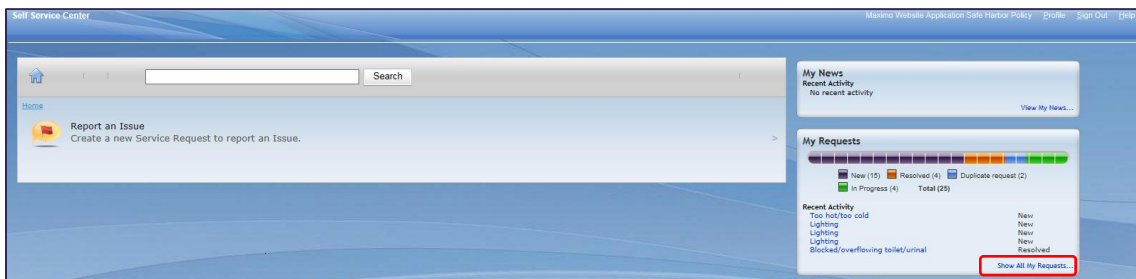 Self Service Center
Maximo Website Application Safe Harbor Policy Profile Sign Out Help
Search
Home
Report an Issue
Create a new Service Request to report an Issue.
>
My News
Recent Activity
No recent activity
View My News...
My Requests
New (15) Resolved (4) Duplicate request (2)
In Progress (4) Total (25)
Recent Activity
Too hot/too cold New
Lighting New
Lighting New
Lighting New
Blocked/overflowing toilet/urinal Resolved
Show All My Requests...